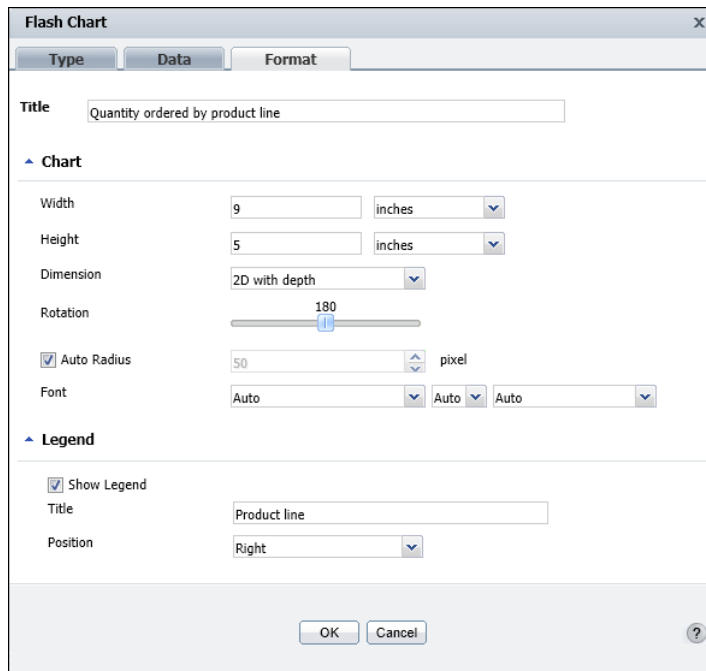 Flash Chart x
Type Data Format
Title Quantity ordered by product line
Chart
Width 9 inches
Height 5 inches
Dimension 2D with depth
180
Rotation
Auto Radius 50 pixel
Font Auto Auto Auto
Legend
Show Legend
Title Product line
Position Right
OK Cancel ?